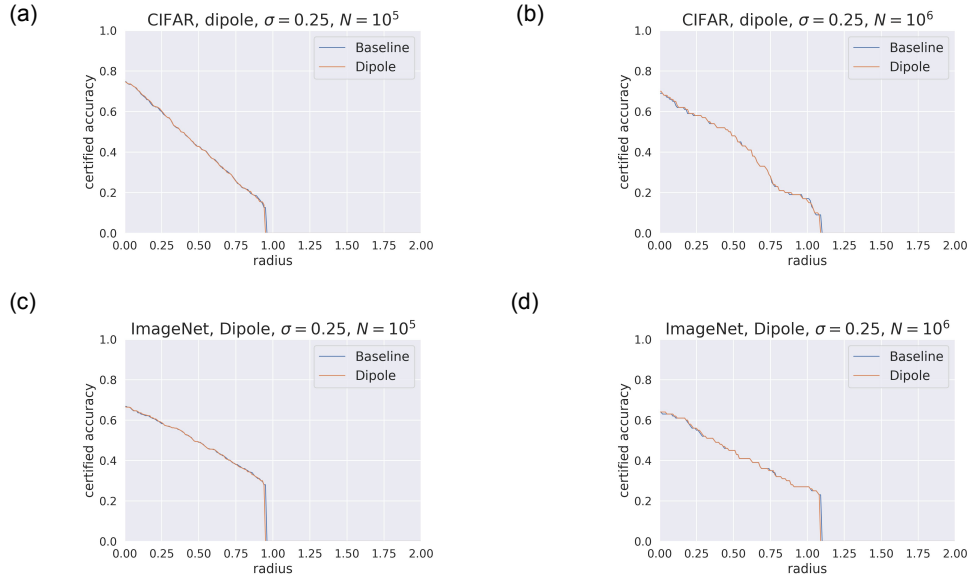 (a)
CIFAR, dipole, σ = 0.25, N = 10⁵
1.0
0.8
0.6
0.4
0.2
0.0
certified accuracy
Baseline
Dipole
0.00 0.25 0.50 0.75 1.00 1.25 1.50 1.75 2.00
radius
(b)
CIFAR, dipole, σ = 0.25, N = 10⁶
1.0
0.8
0.6
0.4
0.2
0.0
certified accuracy
Baseline
Dipole
0.00 0.25 0.50 0.75 1.00 1.25 1.50 1.75 2.00
radius
(c)
ImageNet, Dipole, σ = 0.25, N = 10⁵
1.0
0.8
0.6
0.4
0.2
0.0
certified accuracy
Baseline
Dipole
0.00 0.25 0.50 0.75 1.00 1.25 1.50 1.75 2.00
radius
(d)
ImageNet, Dipole, σ = 0.25, N = 10⁶
1.0
0.8
0.6
0.4
0.2
0.0
certified accuracy
Baseline
Dipole
0.00 0.25 0.50 0.75 1.00 1.25 1.50 1.75 2.00
radius